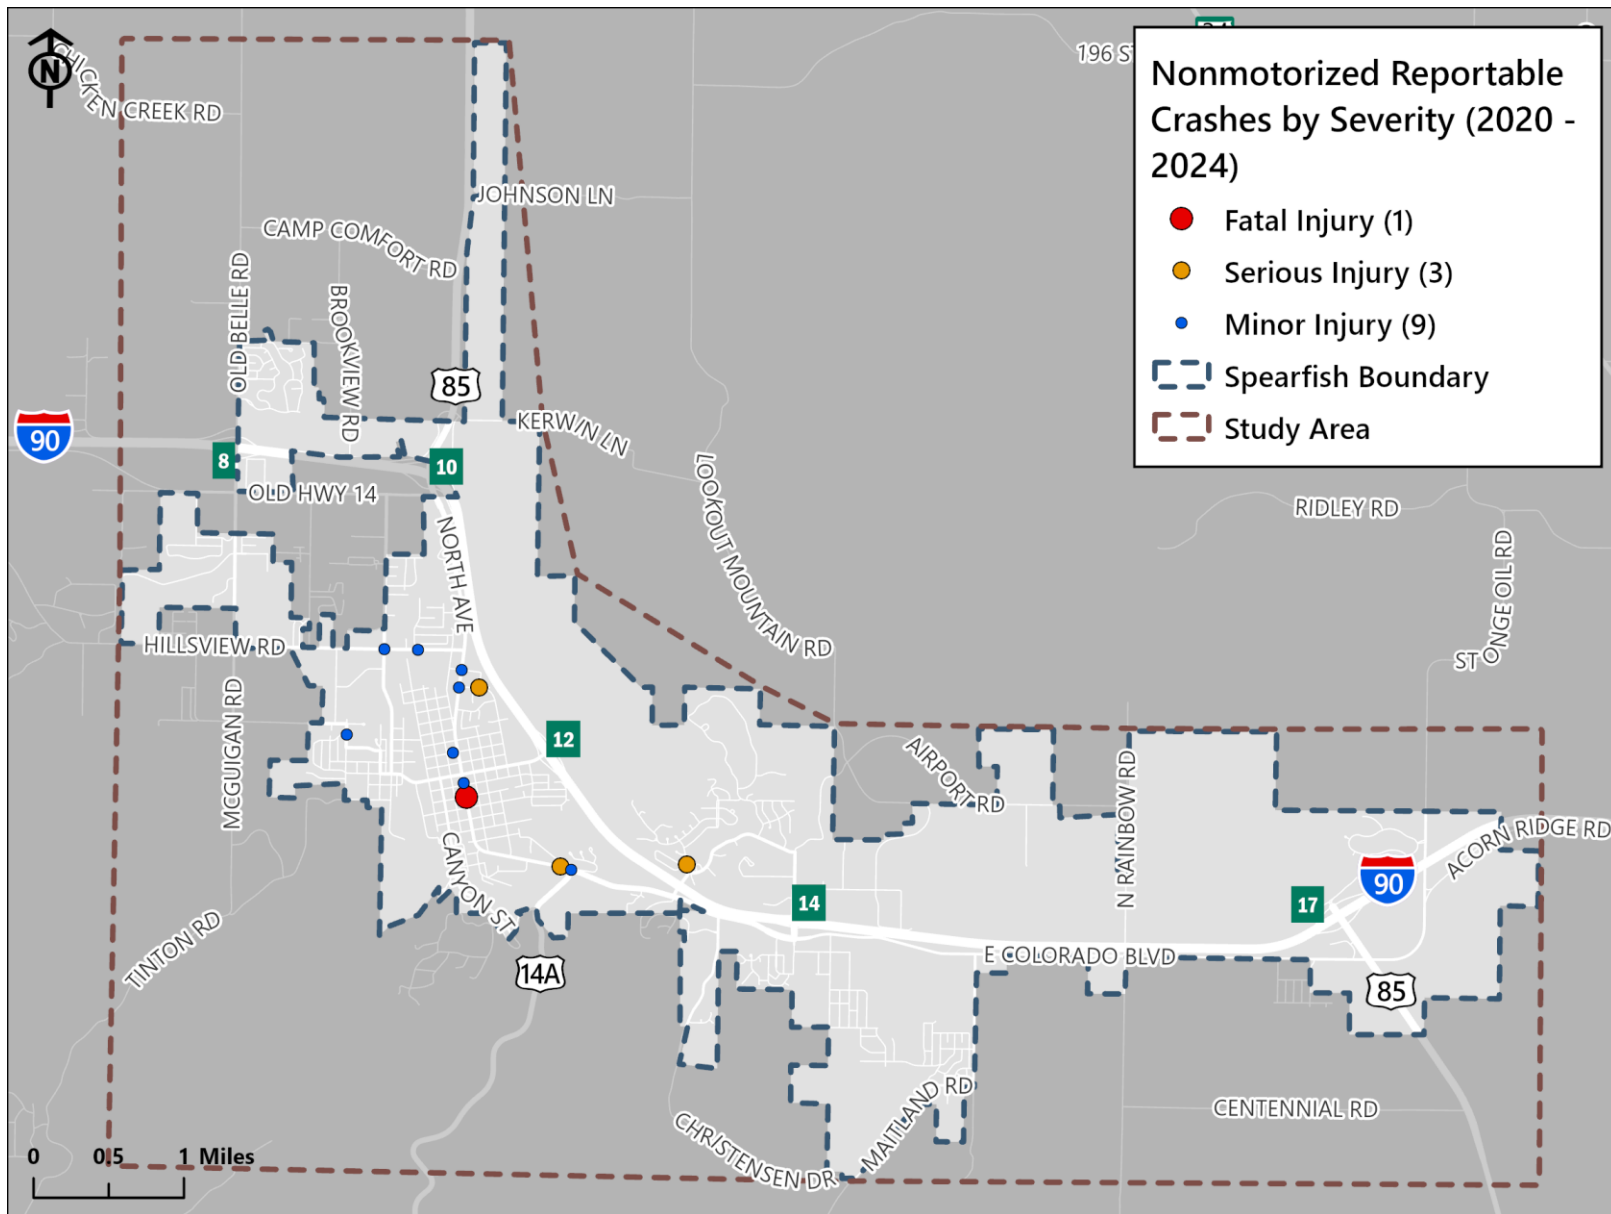 N
CHICKEN CREEK RD
196 ST
Nonmotorized Reportable
Crashes by Severity (2020 -
2024)
Fatal Injury (1)
Serious Injury (3)
Minor Injury (9)
Spearfish Boundary
Study Area
JOHNSON LN
CAMP COMFORT RD
OLD BELLE RD
BROOKVIEW RD
85
KERWIN LN
90
8
10
OLD HWY 14
LOOKOUT MOUNTAIN RD
RIDLEY RD
ST ONGE OIL RD
NORTH AVE
HILLSVIEW RD
MCGUIGAN RD
12
AIRPORT RD
N RAINBOW RD
ACORN RIDGE RD
90
CANYON ST
14
17
TINTON RD
E COLORADO BLVD
14A
85
MAITLAND RD
CENTENNIAL RD
CHRISTENSEN DR
0 0.5 1 Miles